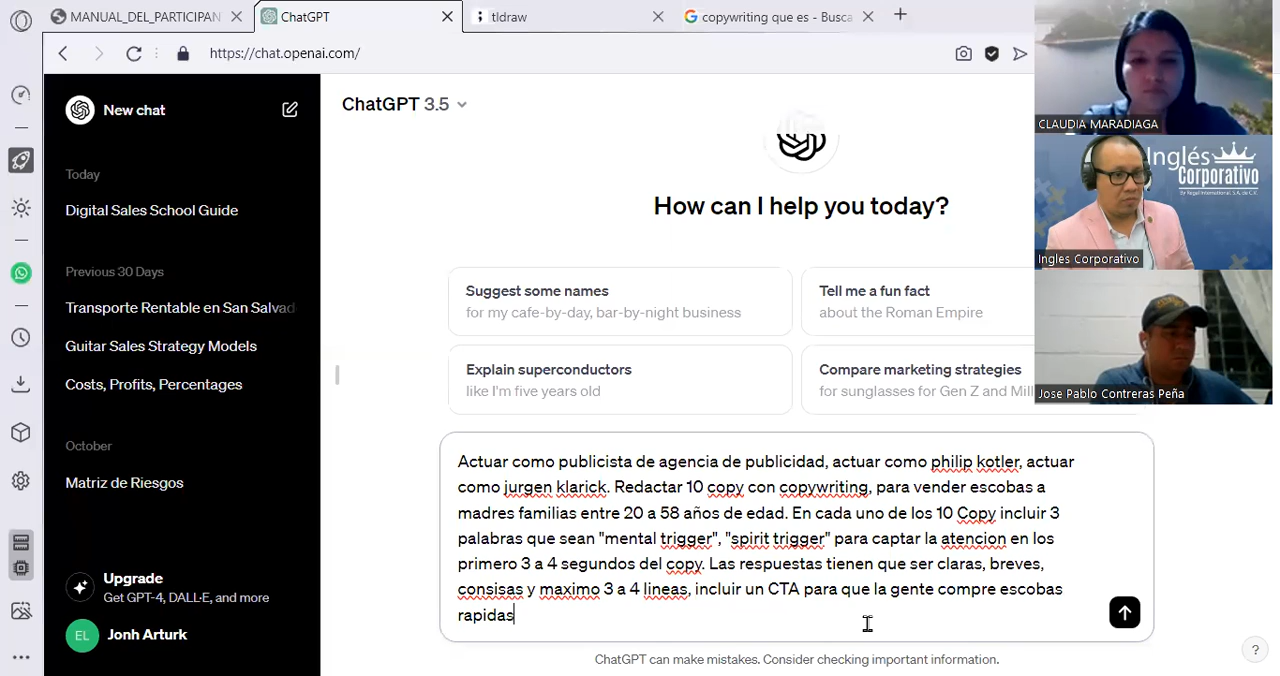 MANUAL_DEL_PARTICIPAN
ChatGPT
tldraw
copywriting que es - Busca
https://chat.openai.com/
New chat
Today
Digital Sales School Guide
Previous 30 Days
Transporte Rentable en San Salvad
Guitar Sales Strategy Models
Costs, Profits, Percentages
October
Matriz de Riesgos
Upgrade
Get GPT-4, DALL·E, and more
EL
Jonh Arturk
ChatGPT 3.5
How can I help you today?
Suggest some names
for my cafe-by-day, bar-by-night business
Tell me a fun fact
about the Roman Empire
Explain superconductors
like I'm five years old
Compare marketing strategies
for sunglasses for Gen Z and Mill
Actuar como publicista de agencia de publicidad, actuar como philip kotler, actuar
como jurgen klarick. Redactar 10 copy con copywriting, para vender escobas a
madres familias entre 20 a 58 años de edad. En cada uno de los 10 Copy incluir 3
palabras que sean "mental trigger", "spirit trigger" para captar la atencion en los
primero 3 a 4 segundos del copy. Las respuestas tienen que ser claras, breves,
consisas y maximo 3 a 4 lineas, incluir un CTA para que la gente compre escobas
rapidas
ChatGPT can make mistakes. Consider checking important information.
?
CLAUDIA MARADIAGA
Inglés
Corporativo
By Regal International, S.A. de C.V.
Ingles Corporativo
Jose Pablo Contreras Peña